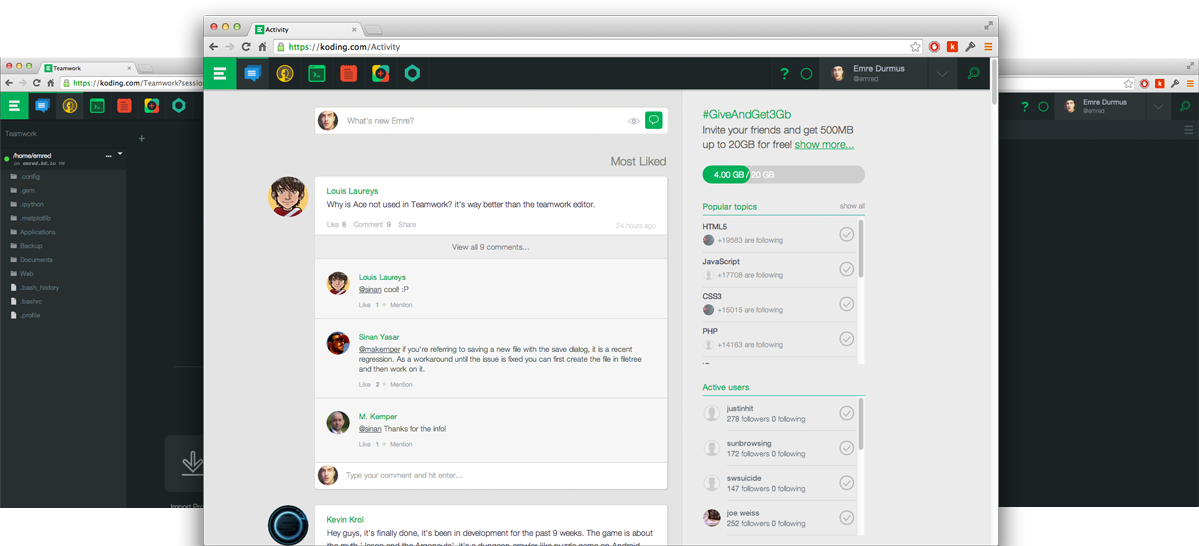 Activity
https://koding.com/Activity
Emre Durmus
@emred
Teamwork
https://koding.com/Teamwork?sessio
Teamwork
/home/emred
on emred.kd.io VM
.config
.gem
.ipython
.matplotlib
Applications
Backup
Documents
Web
.bash_history
.bashrc
.profile
What's new Emre?
Most Liked
Louis Laureys
Why is Ace not used in Teamwork? it's way better than the teamwork editor.
Like 8 Comment 9 Share
24 hours ago
View all 9 comments...
Louis Laureys
@sinan cool! :P
Like 1 Mention
Sinan Yasar
@makemper if you're referring to saving a new file with the save dialog, it is a recent
regression. As a workaround until the issue is fixed you can first create the file in filetree
and then work on it.
Like 2 Mention
M. Kemper
@sinan Thanks for the info!
Like 1 Mention
Type your comment and hit enter...
Kevin Krol
Hey guys, it's finally done, it's been in development for the past 9 weeks. The game is about
#GiveAndGet3Gb
Invite your friends and get 500MB
up to 20GB for free! show more...
4.00 GB / 20 GB
Popular topics
show all
HTML5
+19583 are following
JavaScript
+17708 are following
CSS3
+15015 are following
PHP
+14163 are following
Active users
justinhit
278 followers 0 following
sunbrowsing
172 followers 0 following
swsuicide
147 followers 0 following
joe weiss
252 followers 0 following
Emre Durmus
@emred